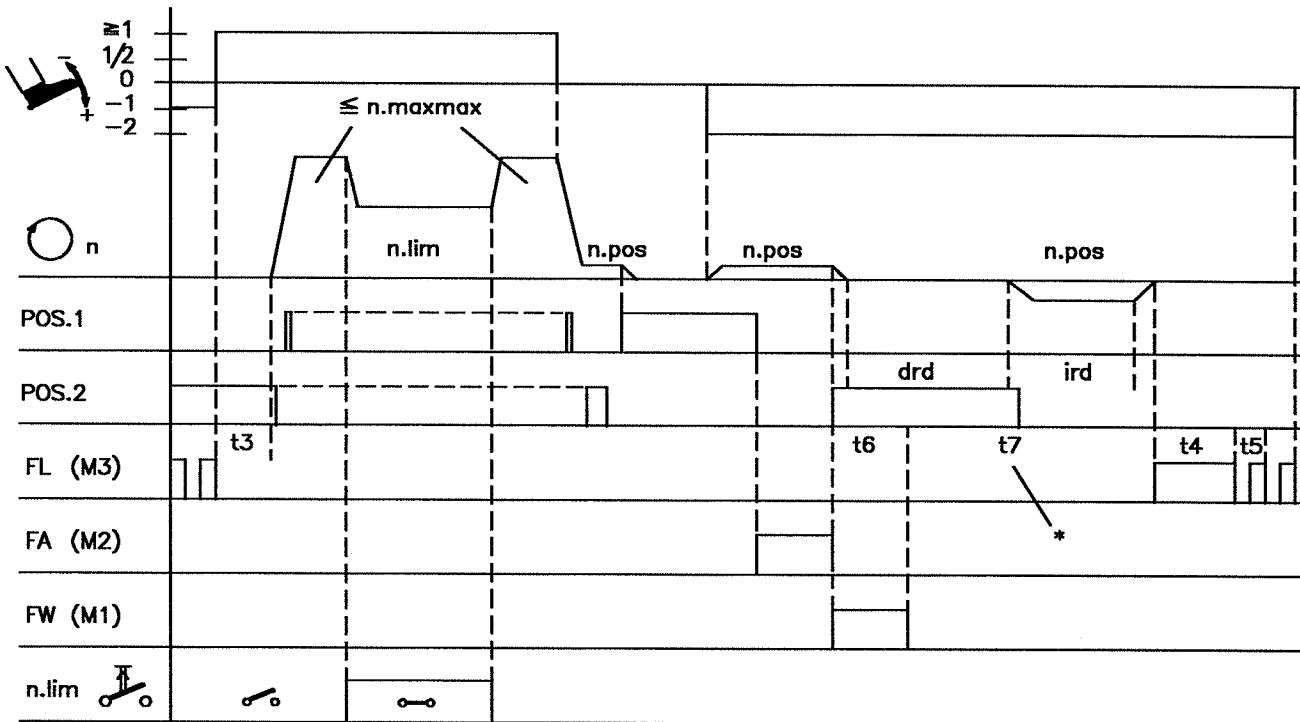 ≧1
1/2
0
−1
−2
−
+
≦ n.maxmax
n
n.lim
n.pos
n.pos
n.pos
POS.1
drd
ird
POS.2
t3
t6
t7
t4
t5
FL (M3)
FA (M2)
*
FW (M1)
n.lim